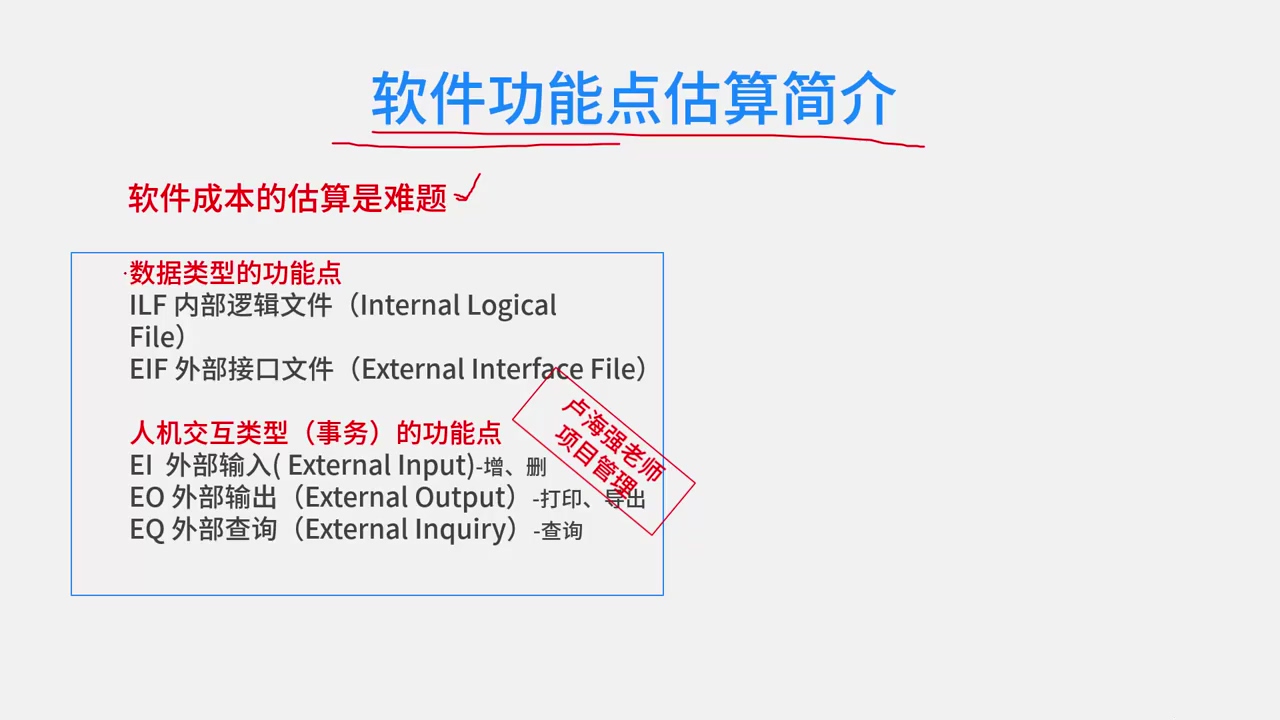 软件功能点估算简介
软件成本的估算是难题
数据类型的功能点
ILF 内部逻辑文件（Internal Logical
File）
EIF 外部接口文件（External Interface File）
人机交互类型（事务）的功能点
EI 外部输入( External Input)-增、删
EO 外部输出（External Output）-打印、导出
EQ 外部查询（External Inquiry）-查询
卢海强老师
项目管理